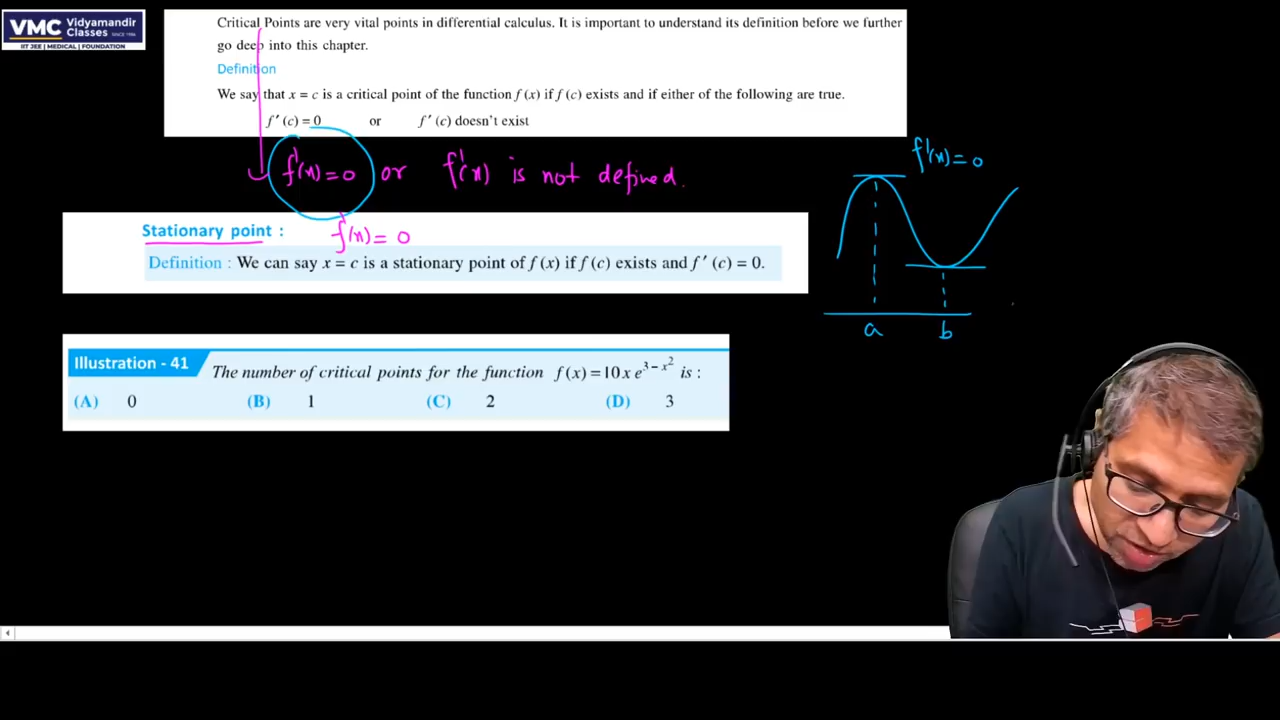 VMC Vidyamandir Classes SINCE 1986
IIT JEE | MEDICAL | FOUNDATION
Critical Points are very vital points in differential calculus. It is important to understand its definition before we further
go deep into this chapter.
Definition
We say that x = c is a critical point of the function f (x) if f (c) exists and if either of the following are true.
f ′ (c) = 0 or f ′ (c) doesn't exist
f'(x) = 0 or f'(x) is not defined.
f'(x) = 0
Stationary point :
f'(x) = 0
Definition : We can say x = c is a stationary point of f (x) if f (c) exists and f ′ (c) = 0.
a b
Illustration - 41 The number of critical points for the function f (x) = 10 x e^{3 – x^2} is :
(A) 0 (B) 1 (C) 2 (D) 3